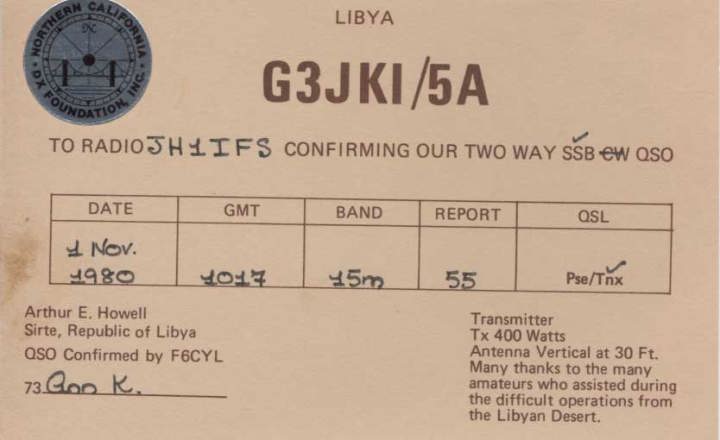 NORTHERN CALIFORNIA
DX FOUNDATION, INC.
LIBYA
G3JKI/5A
TO RADIO JH1IFS CONFIRMING OUR TWO WAY SSB CW QSO
DATE GMT BAND REPORT QSL
1 Nov.
1980 1017 15m 55 Pse/Tnx
Arthur E. Howell
Sirte, Republic of Libya
QSO Confirmed by F6CYL
73
Transmitter
Tx 400 Watts
Antenna Vertical at 30 Ft.
Many thanks to the many
amateurs who assisted during
the difficult operations from
the Libyan Desert.